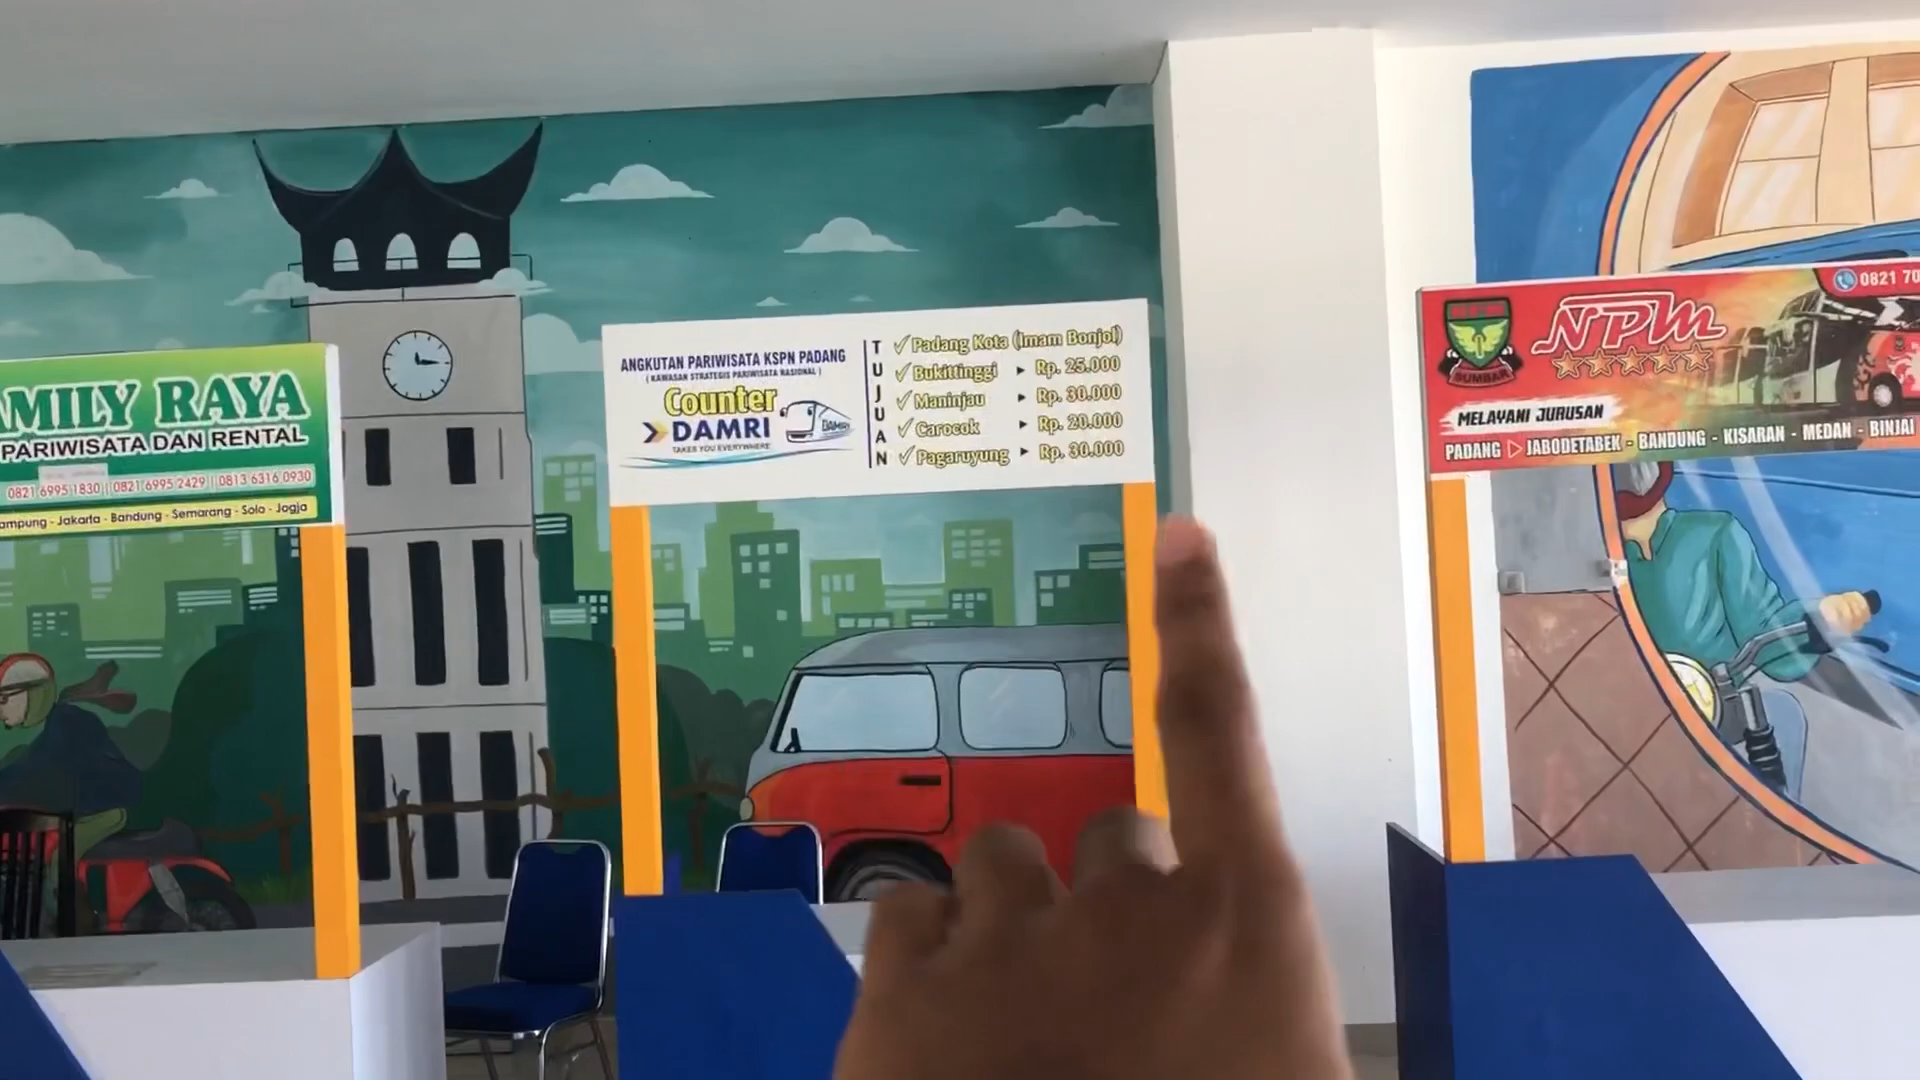 MILY RAYA
PARIWISATA DAN RENTAL
0821 6995 1830 | 0821 6995 2429 | 0813 6316 0930
ampung - Jakarta - Bandung - Semarang - Solo - Jogja
ANGKUTAN PARIWISATA KSPN PADANG
( KAWASAN STRATEGIS PARIWISATA NASIONAL )
Counter
DAMRI
TAKES YOU EVERYWHERE
DAMRI
TUJUAN
✓ Padang Kota (Imam Bonjol)
✓ Bukittinggi ► Rp. 25.000
✓ Maninjau ► Rp. 30.000
✓ Carocok ► Rp. 20.000
✓ Pagaruyung ► Rp. 30.000
0821 70
NPM
SUMBAR
MELAYANI JURUSAN
PADANG ▷ JABODETABEK - BANDUNG - KISARAN - MEDAN - BINJAI